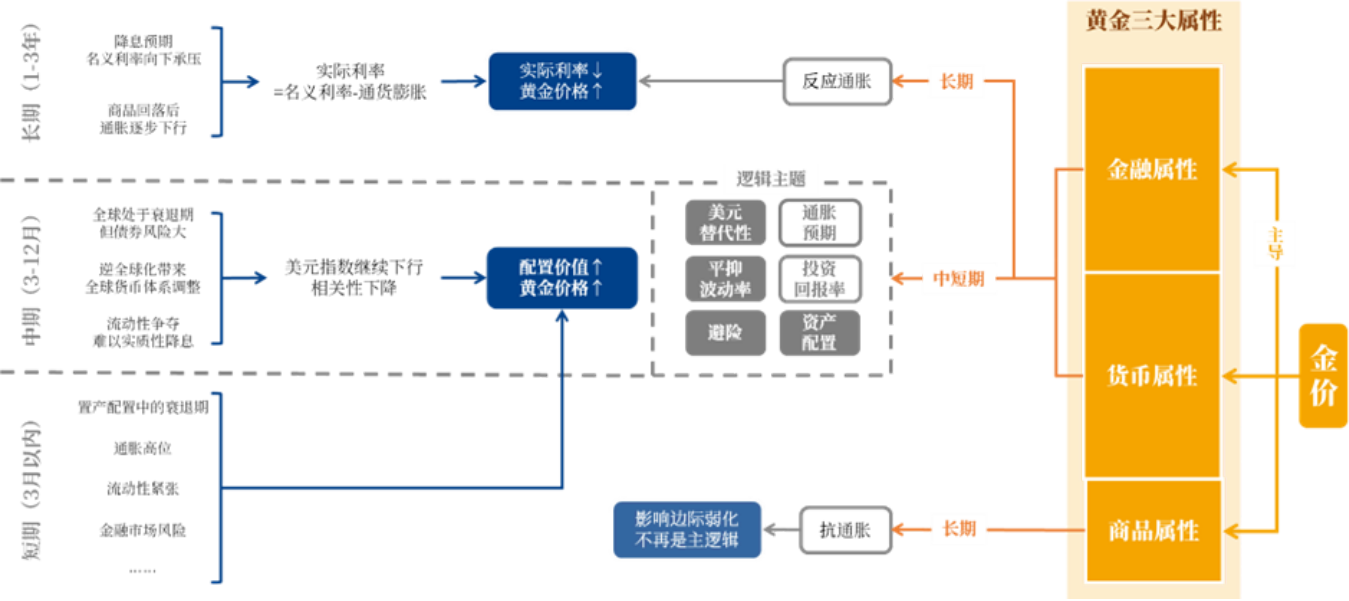 黄金三大属性
长期（1-3年）
降息预期
名义利率向下承压
商品回落后
通胀逐步下行
实际利率
=名义利率-通货膨胀
实际利率↓
黄金价格↑
反应通胀
长期
金融属性
主导
逻辑主题
中期（3-12月）
全球处于衰退期
但债券风险大
逆全球化带来
全球货币体系调整
流动性争夺
难以实质性降息
美元指数继续下行
相关性下降
配置价值↑
黄金价格↑
美元
替代性
通胀
预期
平抑
波动率
投资
回报率
避险
资产
配置
中短期
货币属性
金价
短期（3月以内）
置产配置中的衰退期
通胀高位
流动性紧张
金融市场风险
……
影响边际弱化
不再是主逻辑
抗通胀
长期
商品属性